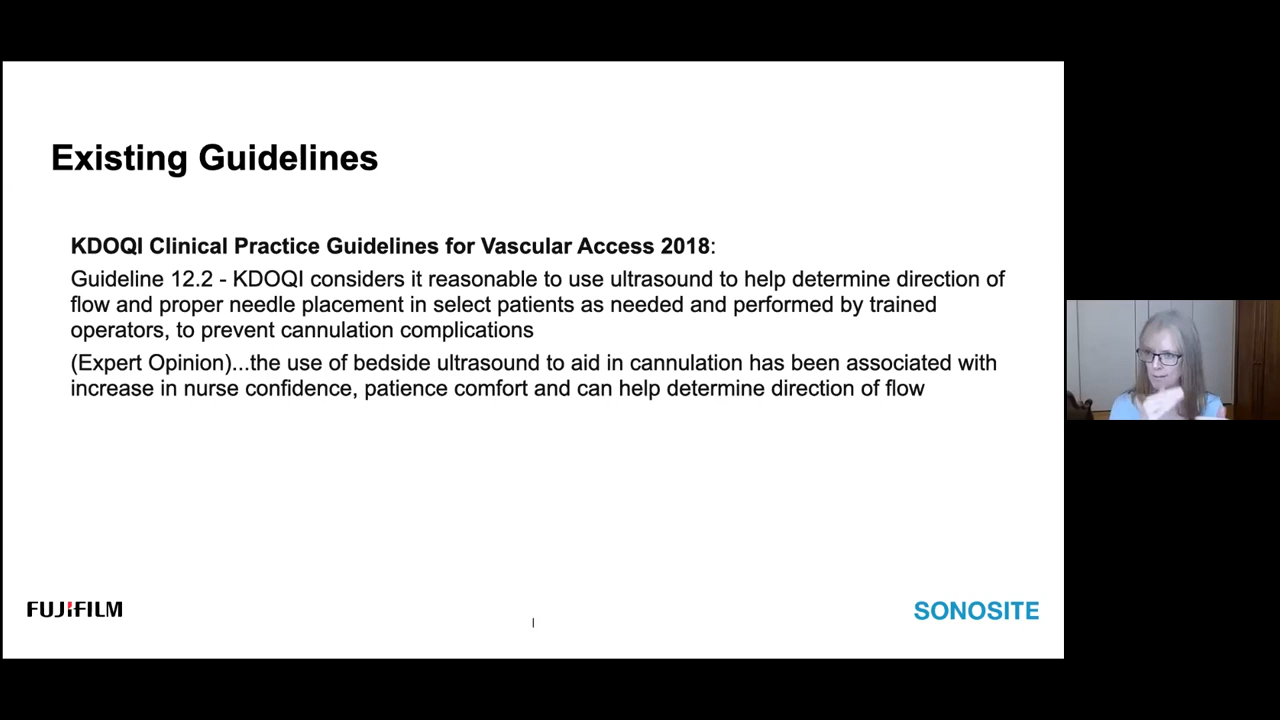 Existing Guidelines
KDOQI Clinical Practice Guidelines for Vascular Access 2018:
Guideline 12.2 - KDOQI considers it reasonable to use ultrasound to help determine direction of
flow and proper needle placement in select patients as needed and performed by trained
operators, to prevent cannulation complications
(Expert Opinion)...the use of bedside ultrasound to aid in cannulation has been associated with
increase in nurse confidence, patience comfort and can help determine direction of flow
FUJIFILM
SONOSITE